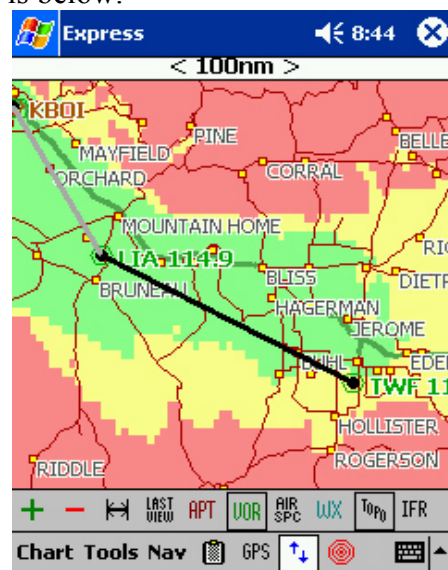 is below:
Express 8:44
< 100nm >
KBOI
PINE
BELLE
MAYFIELD
ORCHARD
CORRAL
MOUNTAIN HOME
LIA 114.9
RIC
BLISS
DIETR
BRUNEAU
HAGERMAN
JEROME
BUHL
EDEN
TWF 11
HOLLISTER
ROGERSON
RIDDLE
LAST VIEW APT VOR AIR SPC WX TOPO IFR
Chart Tools Nav GPS